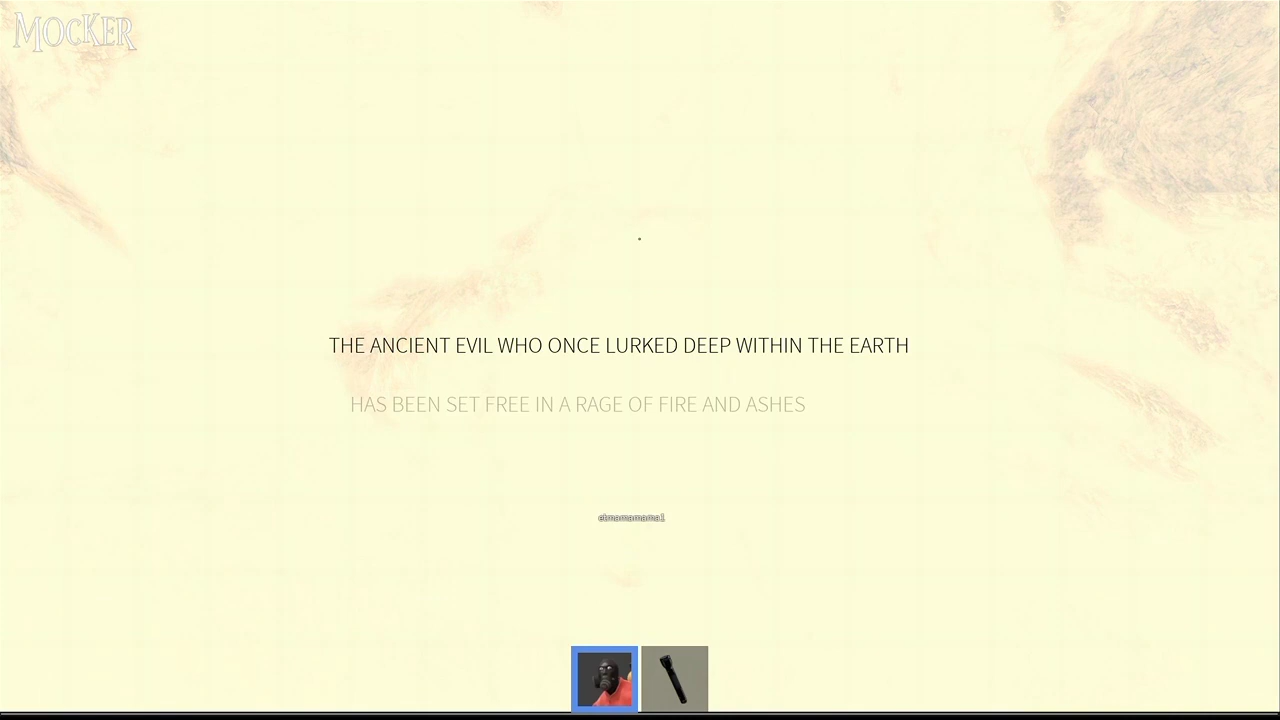 MOCKER
THE ANCIENT EVIL WHO ONCE LURKED DEEP WITHIN THE EARTH
HAS BEEN SET FREE IN A RAGE OF FIRE AND ASHES